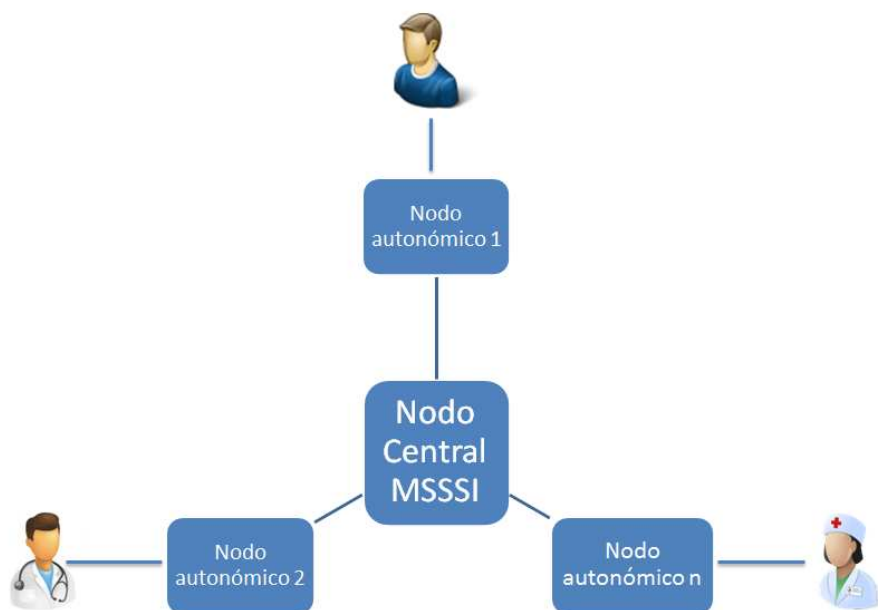 Nodo
autonómico 1
Nodo
Central
MSSSI
Nodo
autonómico 2
Nodo
autonómico n